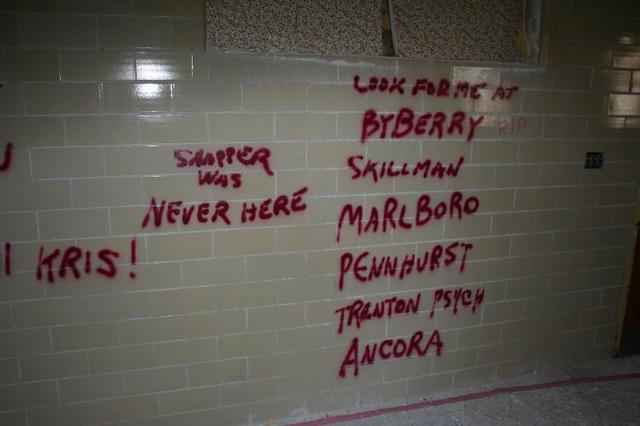 KRIS!
SNAPPER
WAS
NEVER HERE
LOOK FOR ME AT
BYBERRY RIP
SKILLMAN
MARLBORO
PENNHURST
TRENTON PSYCH
ANCORA